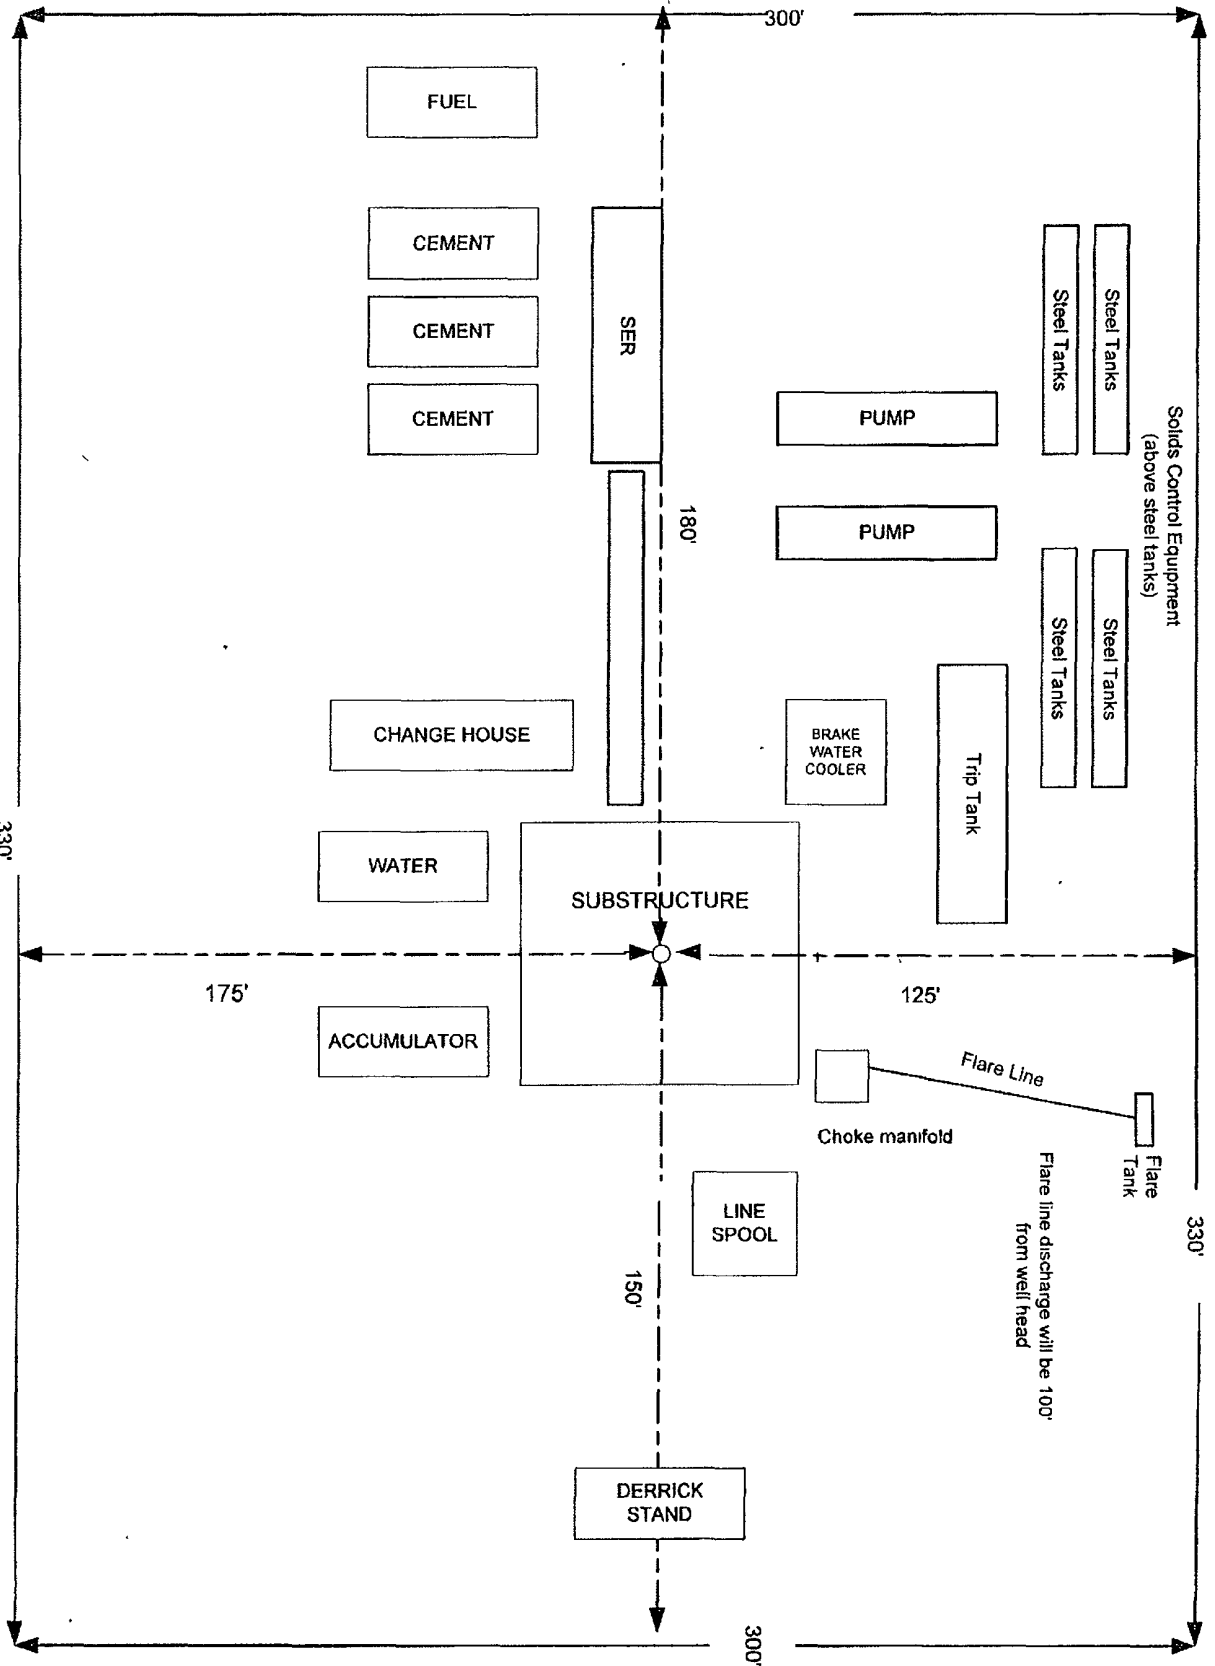 300'
FUEL
CEMENT
CEMENT
CEMENT
SER
180'
PUMP
PUMP
Steel Tanks
Steel Tanks
Steel Tanks
Steel Tanks
Solids Control Equipment
(above steel tanks)
CHANGE HOUSE
BRAKE
WATER
COOLER
Trip Tank
330'
WATER
SUBSTRUCTURE
175'
125'
ACCUMULATOR
Flare Line
Choke manifold
Flare
Tank
LINE
SPOOL
Flare line discharge will be 100'
from well head
330'
150'
DERRICK
STAND
300'